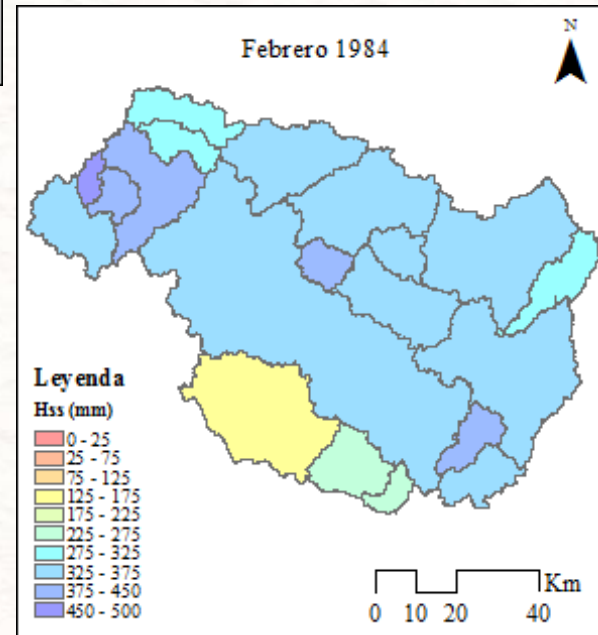 Febrero 1984
N
Leyenda
Hss (mm)
0 - 25
25 - 75
75 - 125
125 - 175
175 - 225
225 - 275
275 - 325
325 - 375
375 - 450
450 - 500
Km
0 10 20 40